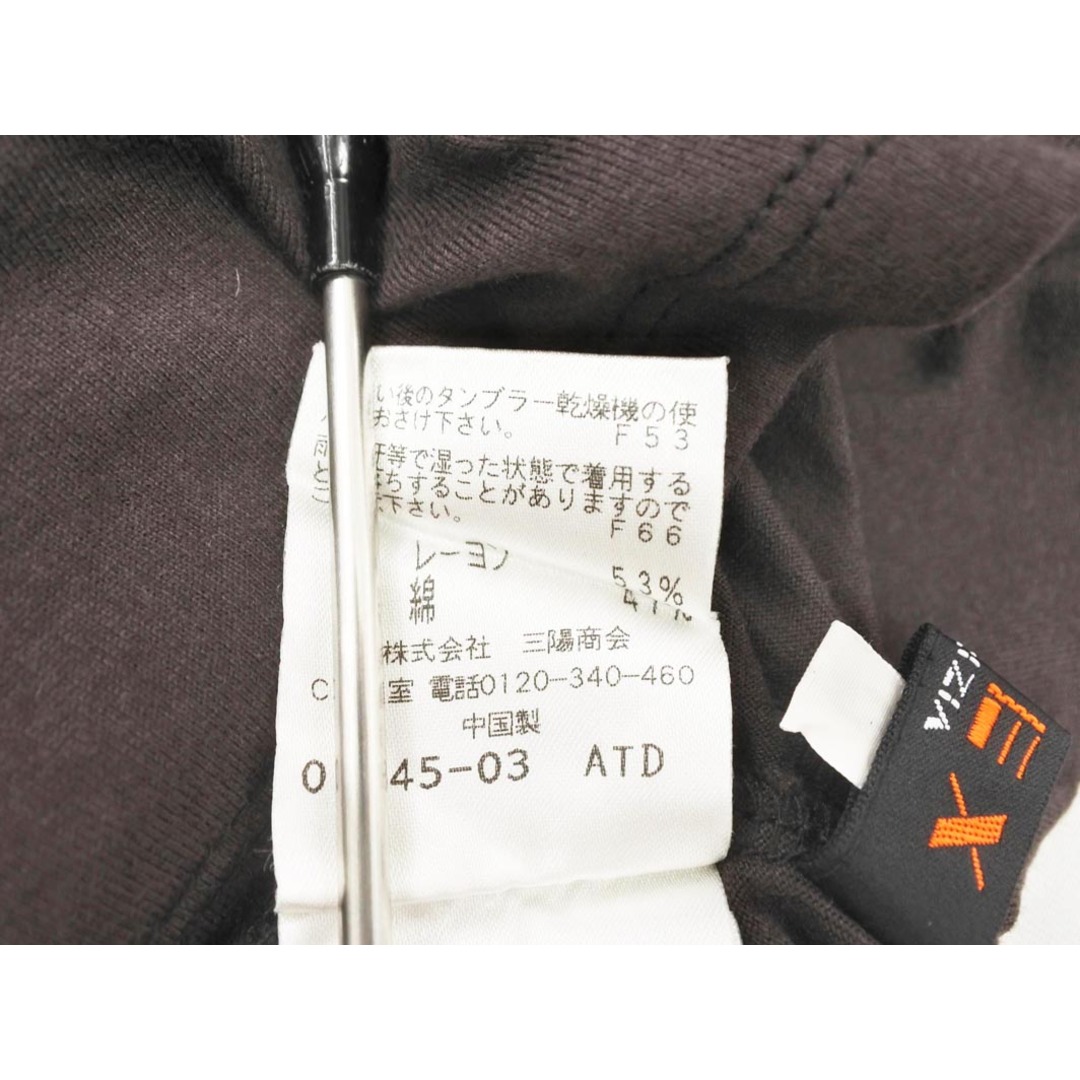 い後のタンブラー乾燥機の使
おさけ下さい。 F53
雨 等で湿った状態で着用する
と ちすることがありますので
下さい。 F66
レーヨン 53%
綿
株式会社 三陽商会
室 電話0120-340-460
中国製
45-03 ATD